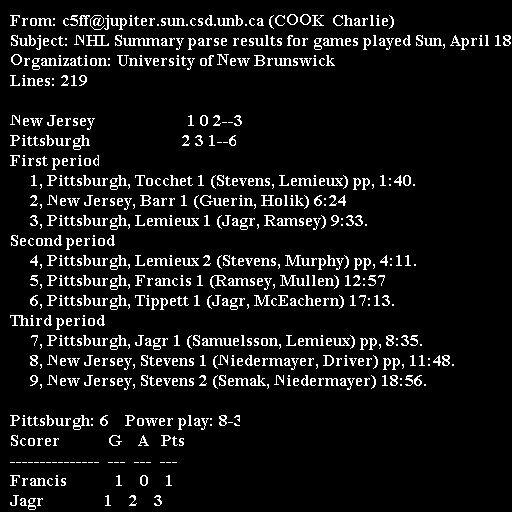 From: c5ff@jupiter.sun.csd.unb.ca (COOK  Charlie)
Subject: NHL Summary parse results for games played Sun, April 18
Organization: University of New Brunswick
Lines: 219

New Jersey                      1 0 2--3
Pittsburgh                      2 3 1--6
First period
     1, Pittsburgh, Tocchet 1 (Stevens, Lemieux) pp, 1:40.
     2, New Jersey, Barr 1 (Guerin, Holik) 6:24
     3, Pittsburgh, Lemieux 1 (Jagr, Ramsey) 9:33.
Second period
     4, Pittsburgh, Lemieux 2 (Stevens, Murphy) pp, 4:11.
     5, Pittsburgh, Francis 1 (Ramsey, Mullen) 12:57
     6, Pittsburgh, Tippett 1 (Jagr, McEachern) 17:13.
Third period
     7, Pittsburgh, Jagr 1 (Samuelsson, Lemieux) pp, 8:35.
     8, New Jersey, Stevens 1 (Niedermayer, Driver) pp, 11:48.
     9, New Jersey, Stevens 2 (Semak, Niedermayer) 18:56.

Pittsburgh: 6    Power play: 8-3
Scorer            G    A   Pts
---------------  ---  ---  ---
Francis            1    0    1
Jagr               1    2    3